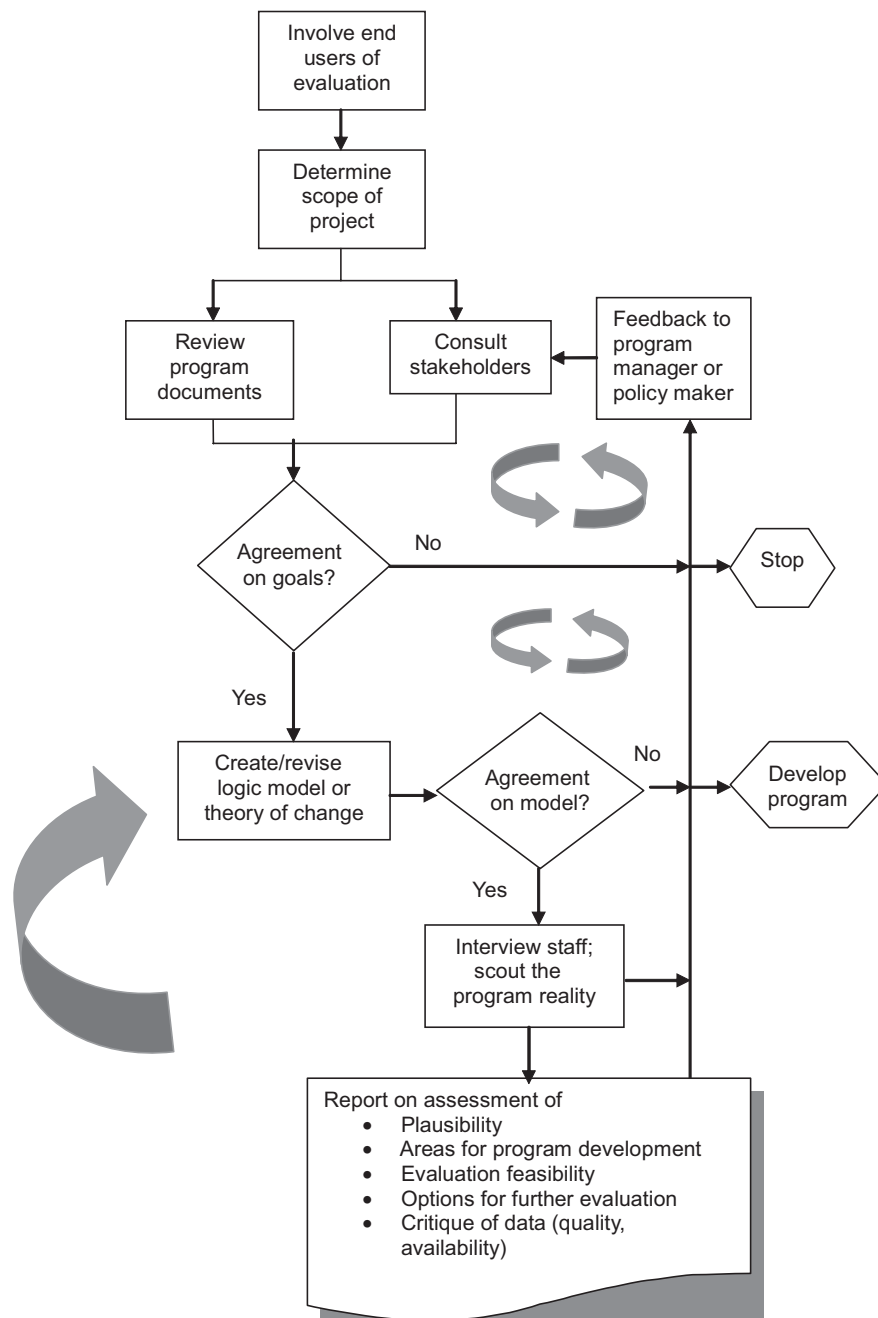 Involve end
users of
evaluation
Determine
scope of
project
Review
program
documents
Consult
stakeholders
Feedback to
program
manager or
policy maker
Agreement
on goals?
No
Stop
Yes
Create/revise
logic model or
theory of change
Agreement
on model?
No
Develop
program
Yes
Interview staff;
scout the
program reality
Report on assessment of
• Plausibility
• Areas for program development
• Evaluation feasibility
• Options for further evaluation
• Critique of data (quality,
availability)